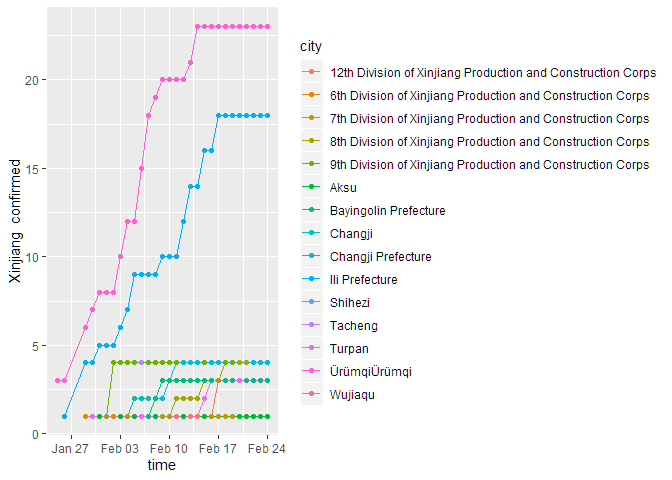 city
12th Division of Xinjiang Production and Construction Corps
6th Division of Xinjiang Production and Construction Corps
7th Division of Xinjiang Production and Construction Corps
8th Division of Xinjiang Production and Construction Corps
9th Division of Xinjiang Production and Construction Corps
Aksu
Bayingolin Prefecture
Changji
Changji Prefecture
Ili Prefecture
Shihezi
Tacheng
Turpan
ÜrümqiÜrümqi
Wujiaqu
Xinjiang confirmed
20
15
10
5
0
Jan 27 Feb 03 Feb 10 Feb 17 Feb 24
time